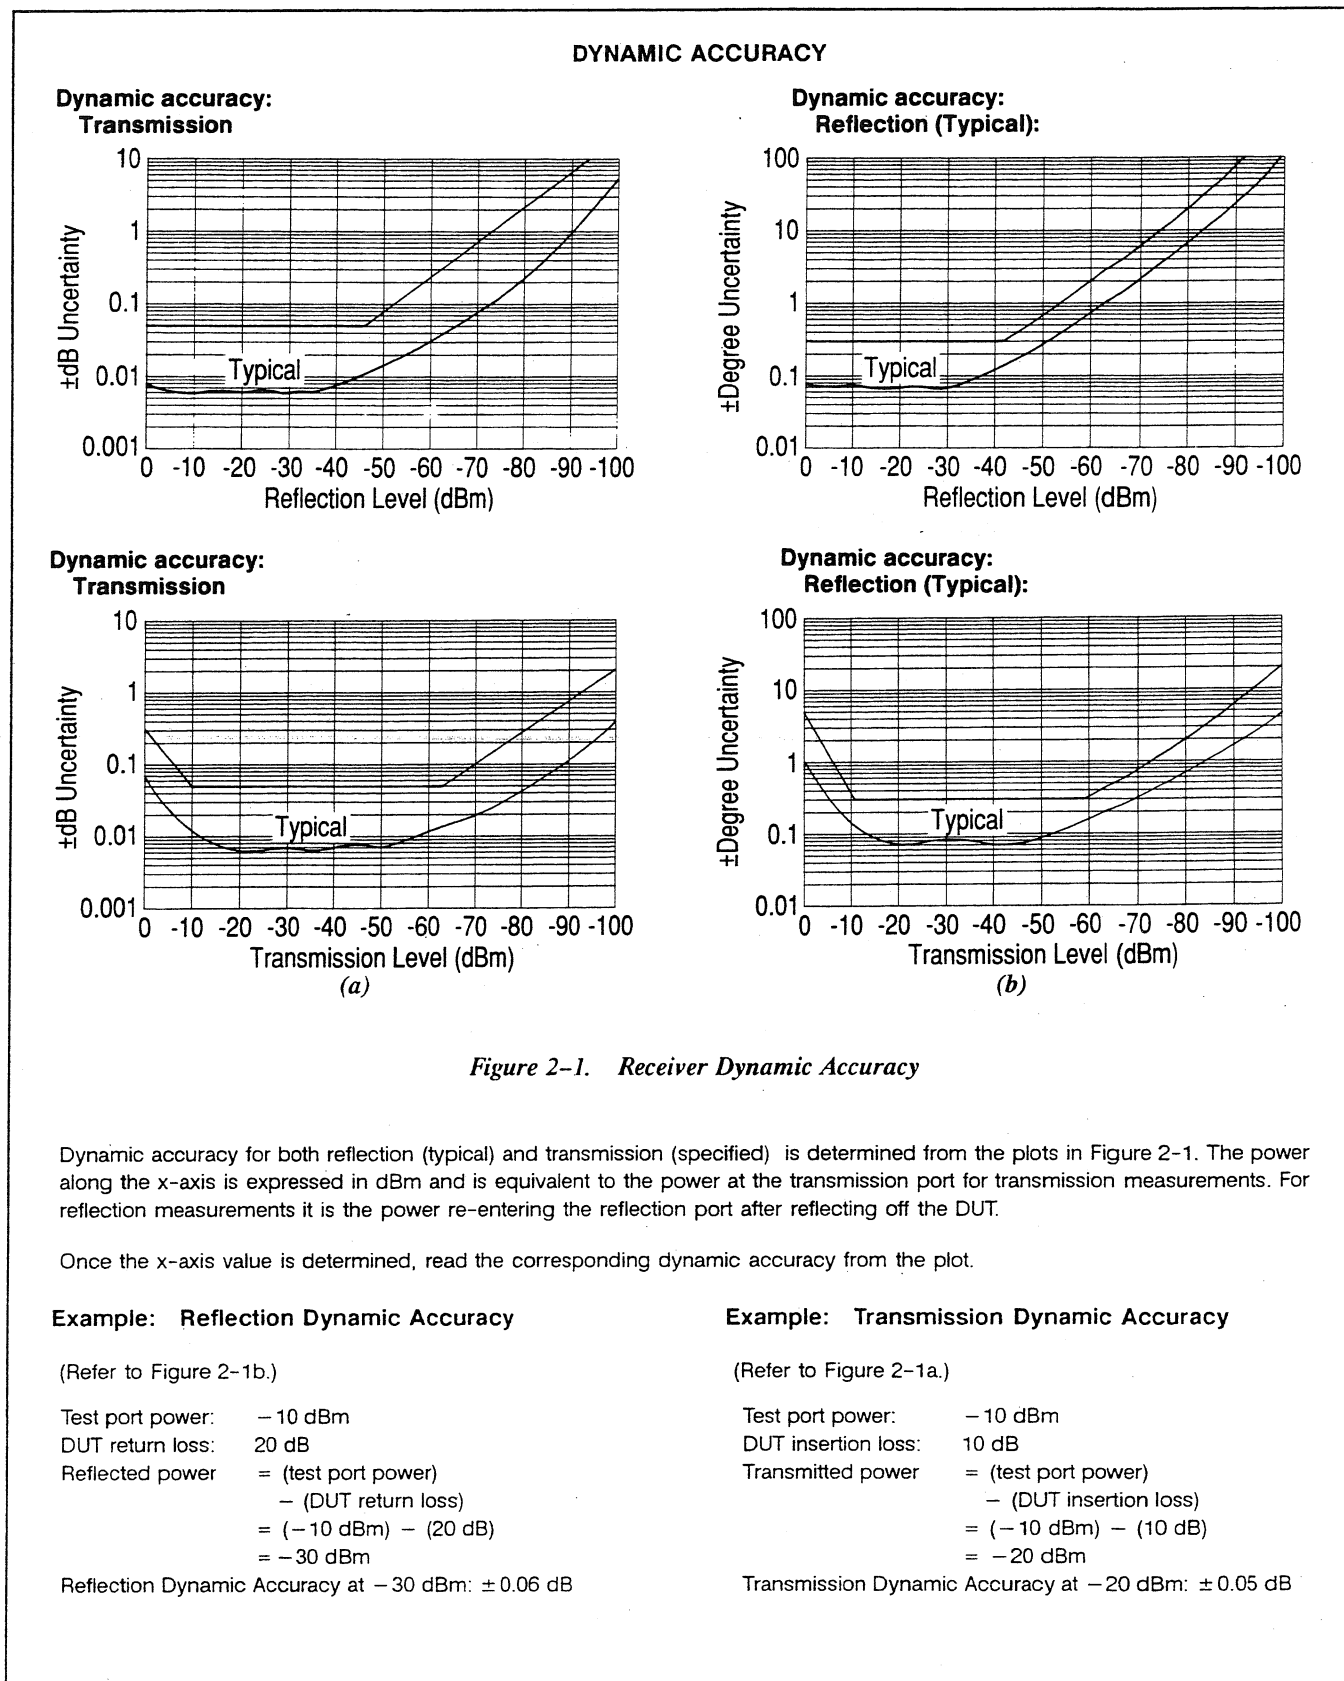 DYNAMIC ACCURACY
Dynamic accuracy:
Transmission
10
1
0.1
0.01
0.001
±dB Uncertainty
Typical
0 -10 -20 -30 -40 -50 -60 -70 -80 -90 -100
Reflection Level (dBm)
Dynamic accuracy:
Reflection (Typical):
100
10
1
0.1
0.01
±Degree Uncertainty
Typical
0 -10 -20 -30 -40 -50 -60 -70 -80 -90 -100
Reflection Level (dBm)
Dynamic accuracy:
Transmission
10
1
0.1
0.01
0.001
±dB Uncertainty
Typical
0 -10 -20 -30 -40 -50 -60 -70 -80 -90 -100
Transmission Level (dBm)
(a)
Dynamic accuracy:
Reflection (Typical):
100
10
1
0.1
0.01
±Degree Uncertainty
Typical
0 -10 -20 -30 -40 -50 -60 -70 -80 -90 -100
Transmission Level (dBm)
(b)
Figure 2-1. Receiver Dynamic Accuracy
Dynamic accuracy for both reflection (typical) and transmission (specified) is determined from the plots in Figure 2-1. The power
along the x-axis is expressed in dBm and is equivalent to the power at the transmission port for transmission measurements. For
reflection measurements it is the power re-entering the reflection port after reflecting off the DUT.
Once the x-axis value is determined, read the corresponding dynamic accuracy from the plot.
Example: Reflection Dynamic Accuracy
(Refer to Figure 2-1b.)
Test port power: −10 dBm
DUT return loss: 20 dB
Reflected power = (test port power)
− (DUT return loss)
= (−10 dBm) − (20 dB)
= −30 dBm
Reflection Dynamic Accuracy at −30 dBm: ±0.06 dB
Example: Transmission Dynamic Accuracy
(Refer to Figure 2-1a.)
Test port power: −10 dBm
DUT insertion loss: 10 dB
Transmitted power = (test port power)
− (DUT insertion loss)
= (−10 dBm) − (10 dB)
= −20 dBm
Transmission Dynamic Accuracy at −20 dBm: ±0.05 dB